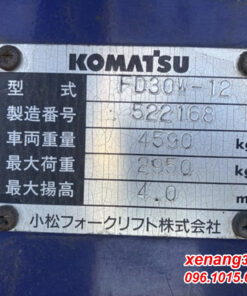 KOMATSU
型式 FD30W-12
製造番号 522168
車両重量 4590 kg
最大荷重 2950 kg
最大揚高 4.0 m
小松フォークリフト株式会社
xenang3
096.1015.0